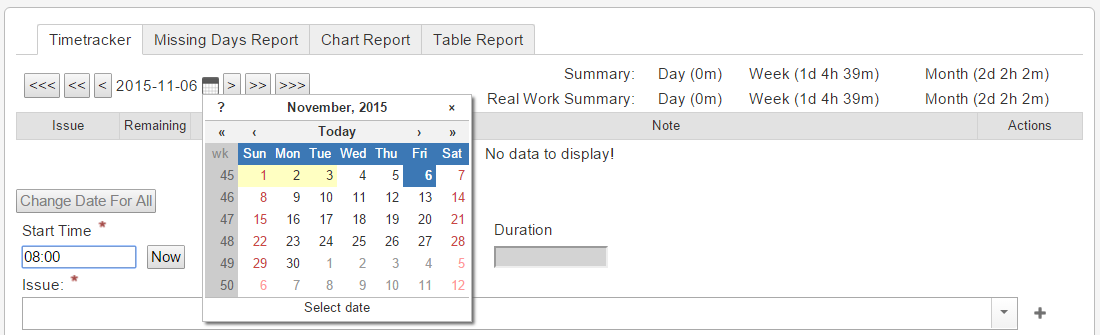 Timetracker Missing Days Report Chart Report Table Report
<<< << < 2015-11-06 > >> >>>
Summary: Day (0m) Week (1d 4h 39m) Month (2d 2h 2m)
Real Work Summary: Day (0m) Week (1d 4h 39m) Month (2d 2h 2m)
Issue Remaining Note Actions
No data to display!
? November, 2015 ×
« ‹ Today › »
wk Sun Mon Tue Wed Thu Fri Sat
45 1 2 3 4 5 6 7
46 8 9 10 11 12 13 14
47 15 16 17 18 19 20 21
48 22 23 24 25 26 27 28
49 29 30 1 2 3 4 5
50 6 7 8 9 10 11 12
Select date
Change Date For All
Start Time *
08:00 Now
Duration
Issue: *